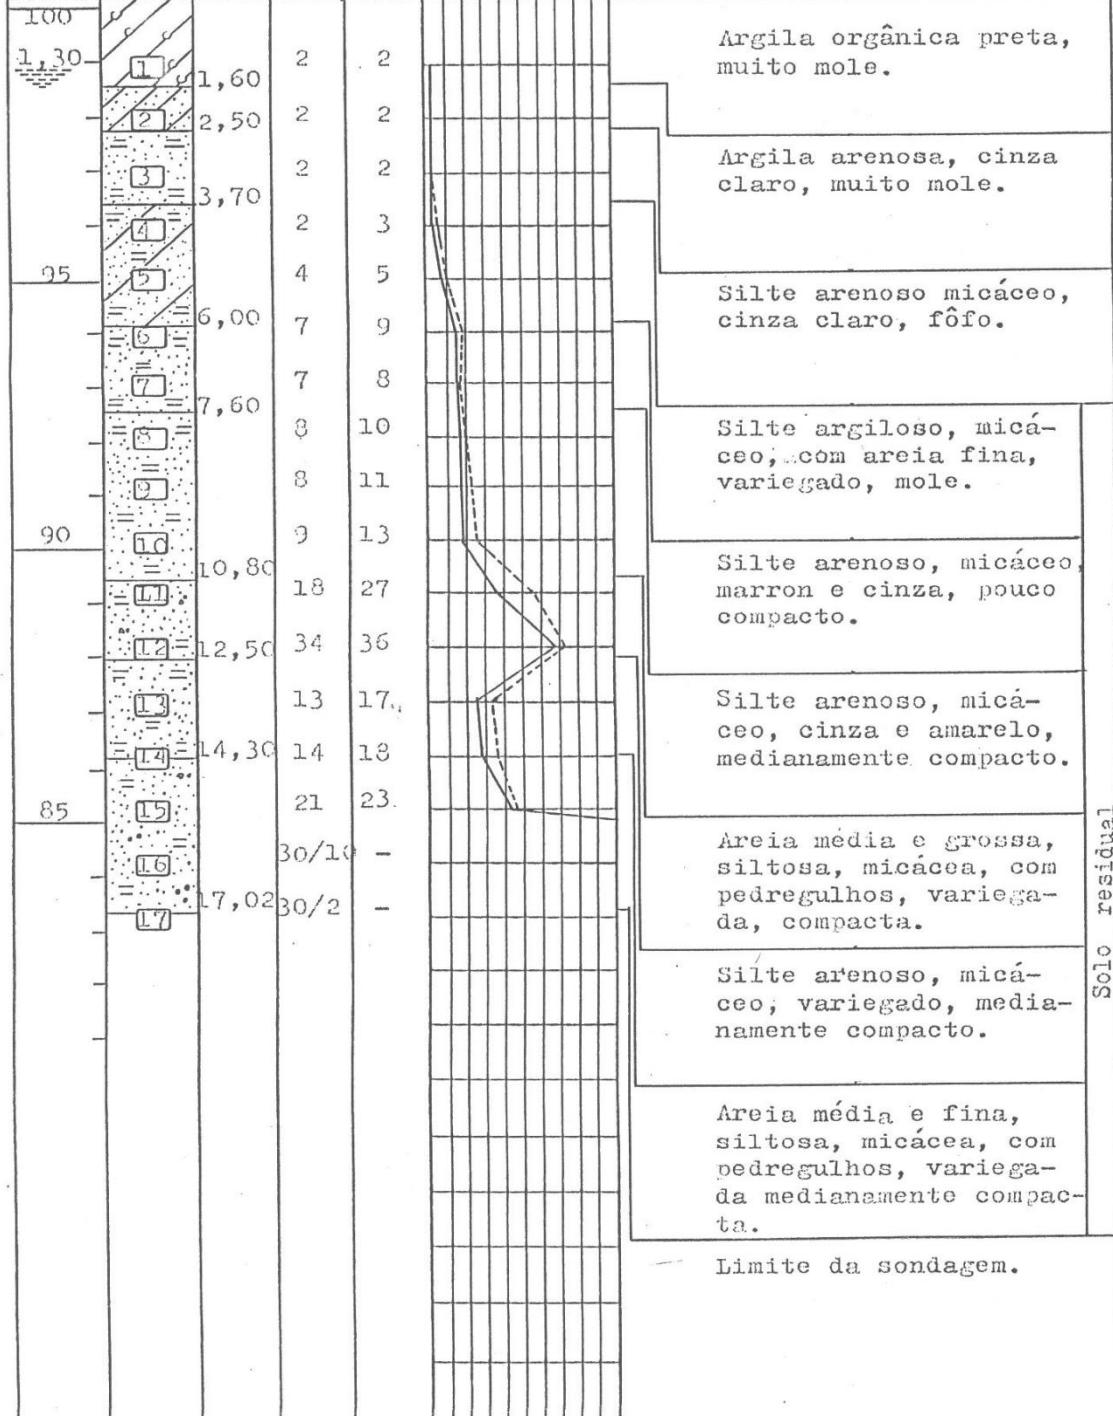 100
1,30
1 1,60 2 2
2 2,50 2 2
3 2 2
3,70
4 2 3
95 5 4 5
6,00
6 7 9
7 7 8
7,60
8 8 10
9 8 11
90 10 9 13
10,80
11 18 27
12 12,50 34 36
13 13 17
14 14,30 14 18
85 15 21 23
16 30/10 –
17 17,02 30/2 –
Argila orgânica preta,
muito mole.
Argila arenosa, cinza
claro, muito mole.
Silte arenoso micáceo,
cinza claro, fôfo.
Silte argiloso, micá-
ceo, com areia fina,
variegado, mole.
Silte arenoso, micáceo,
marron e cinza, pouco
compacto.
Silte arenoso, micá-
ceo, cinza e amarelo,
medianamente compacto.
Areia média e grossa,
siltosa, micácea, com
pedregulhos, variega-
da, compacta.
Silte arenoso, micá-
ceo, variegado, media-
namente compacto.
Areia média e fina,
siltosa, micácea, com
pedregulhos, variega-
da medianamente compac-
ta.
Limite da sondagem.
Solo residual